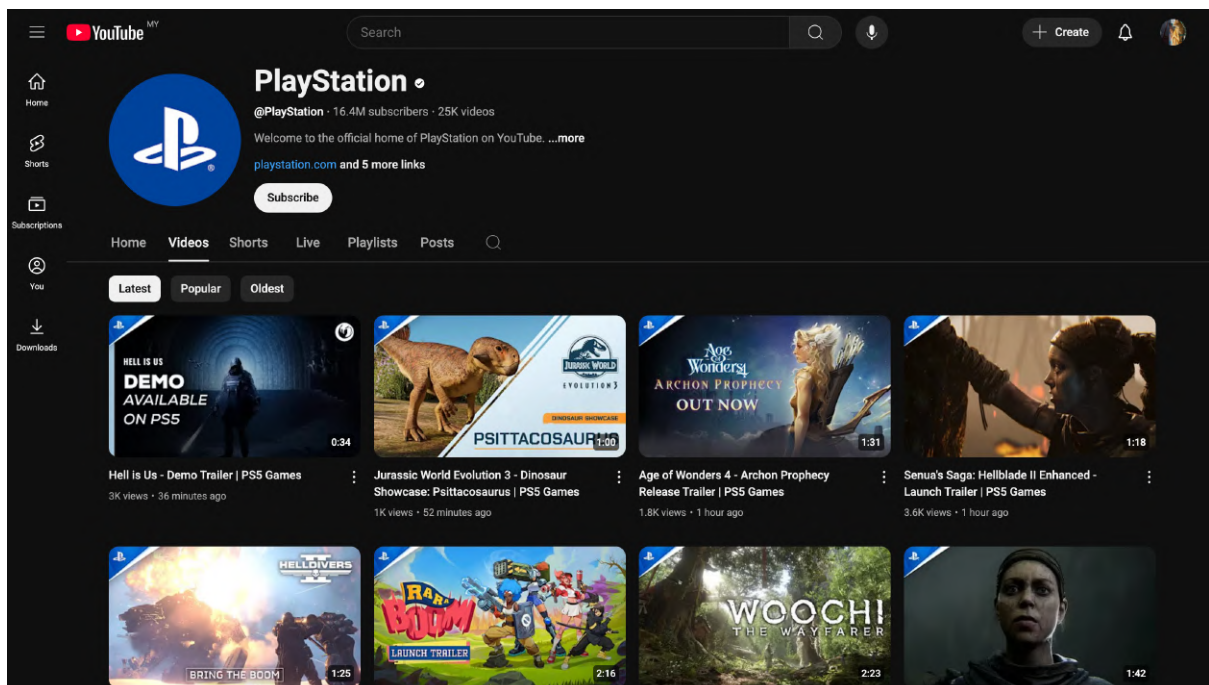 YouTube MY
Search
Create
Home
Shorts
Subscriptions
You
Downloads
PlayStation
@PlayStation · 16.4M subscribers · 25K videos
Welcome to the official home of PlayStation on YouTube. ...more
playstation.com and 5 more links
Subscribe
Home Videos Shorts Live Playlists Posts
Latest Popular Oldest
HELL IS US
DEMO
AVAILABLE
ON PS5
0:34
JURASSIC WORLD
EVOLUTION 3
DINOSAUR SHOWCASE
PSITTACOSAURUS
1:00
Age of
Wonders 4
ARCHON PROPHECY
OUT NOW
1:31
1:18
Hell is Us - Demo Trailer | PS5 Games
3K views • 36 minutes ago
Jurassic World Evolution 3 - Dinosaur
Showcase: Psittacosaurus | PS5 Games
1K views • 52 minutes ago
Age of Wonders 4 - Archon Prophecy
Release Trailer | PS5 Games
1.8K views • 1 hour ago
Senua's Saga: Hellblade II Enhanced -
Launch Trailer | PS5 Games
3.6K views • 1 hour ago
HELLDIVERS
II
BRING THE BOOM
1:25
RARA
BOOM
LAUNCH TRAILER
2:16
WOOCHI
THE WAYFARER
2:23
1:42